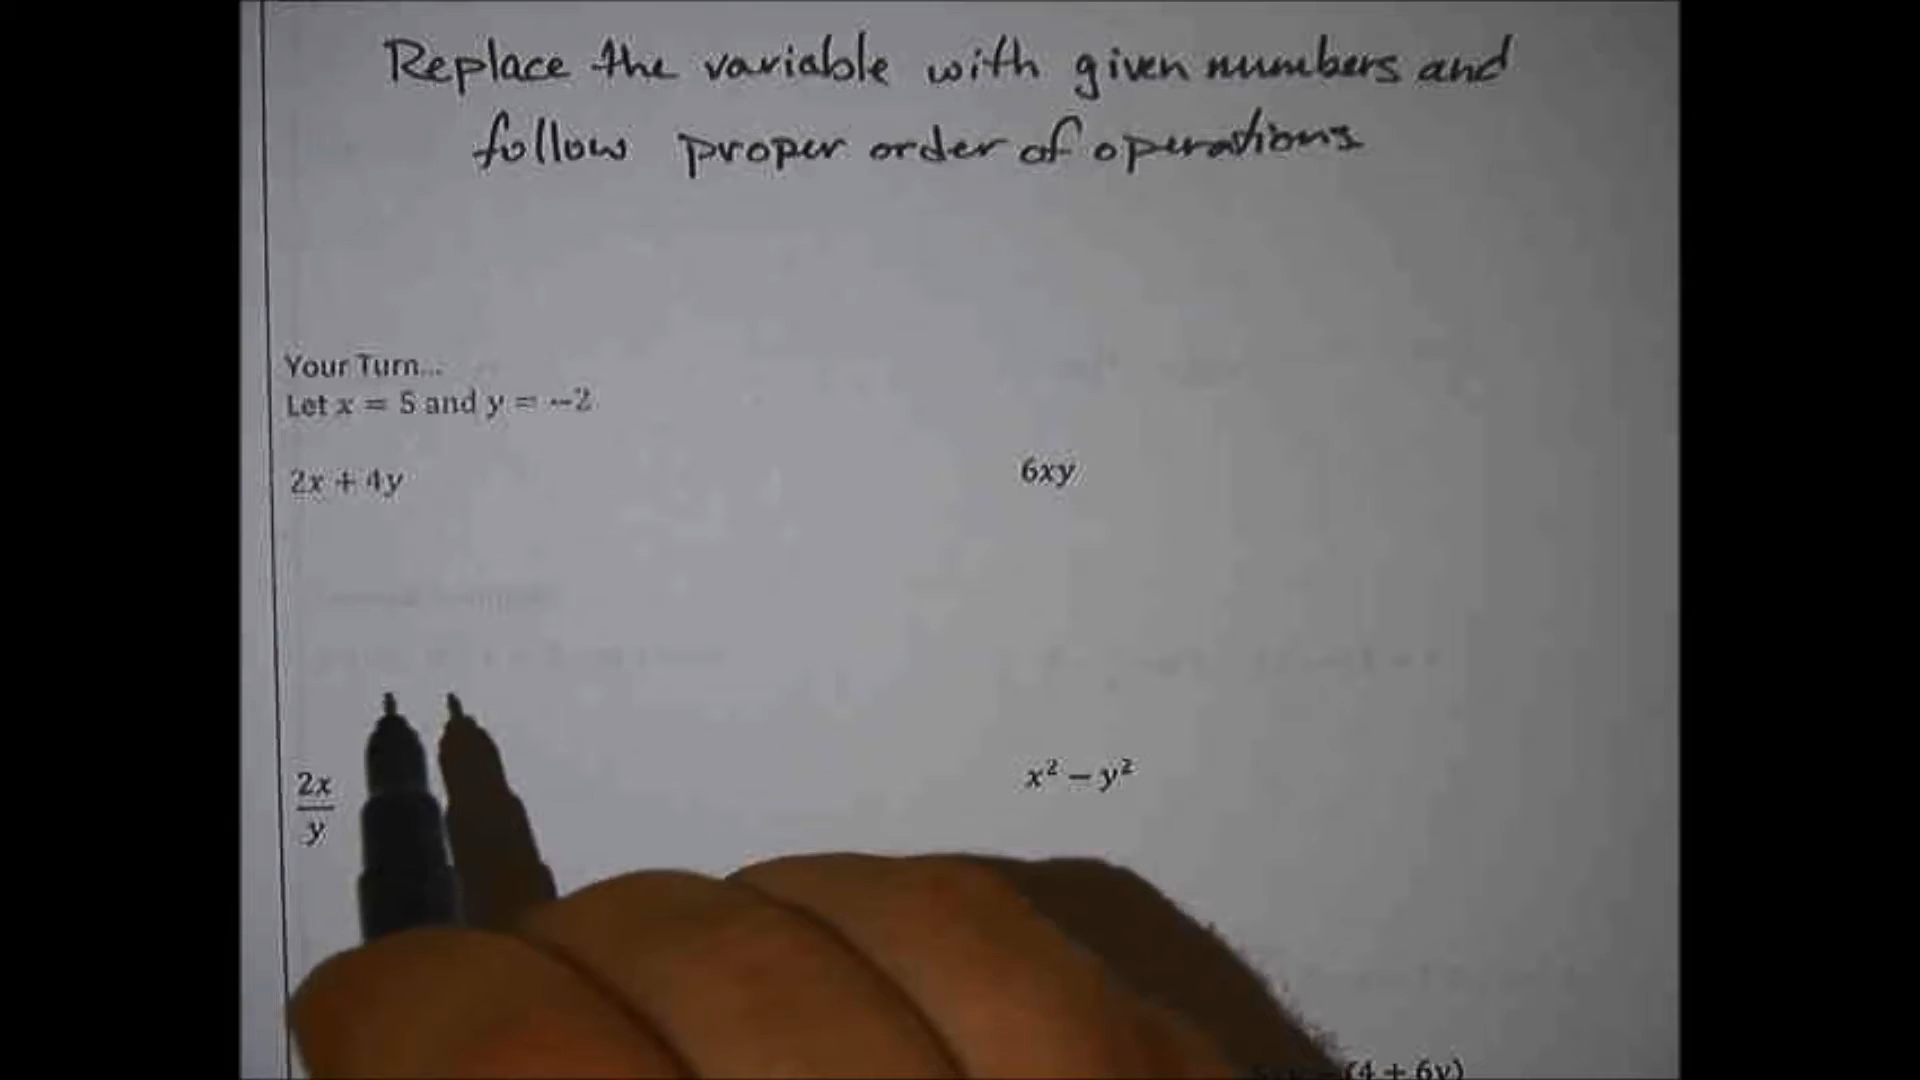 Replace the variable with given numbers and
follow proper order of operations
Your Turn...
Let x = 5 and y = -2
2x + 4y
6xy
2x
y
x² − y²
(4 + 6y)